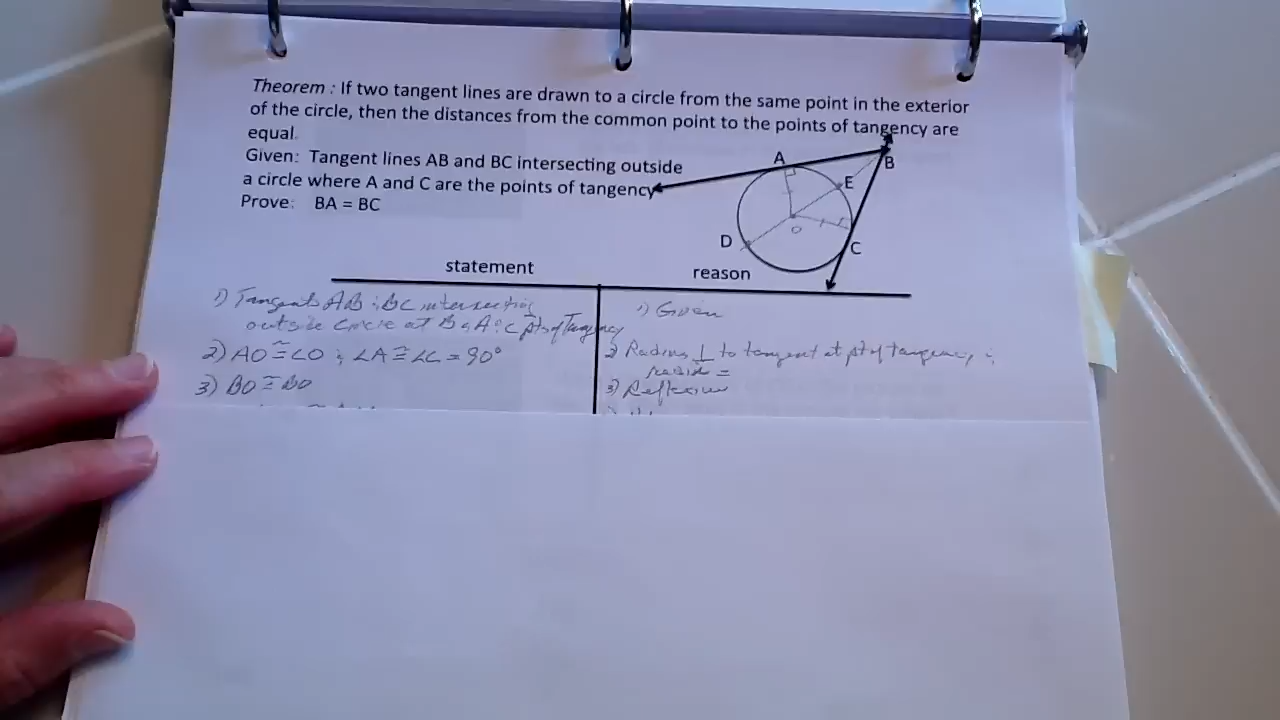 Theorem : If two tangent lines are drawn to a circle from the same point in the exterior
of the circle, then the distances from the common point to the points of tangency are
equal.
Given: Tangent lines AB and BC intersecting outside
a circle where A and C are the points of tangency
Prove: BA = BC
A
B
E
O
D
C
statement
reason
1) Tangents AB ; BC intersecting
outside circle at B & A ; C pts of Tangency
1) Given
2) AO ≅ CO ; ∠A ≅ ∠C = 90°
2) Radius ⊥ to tangent at pt of tangency ;
radii =
3) BO ≅ BO
3) Reflexive